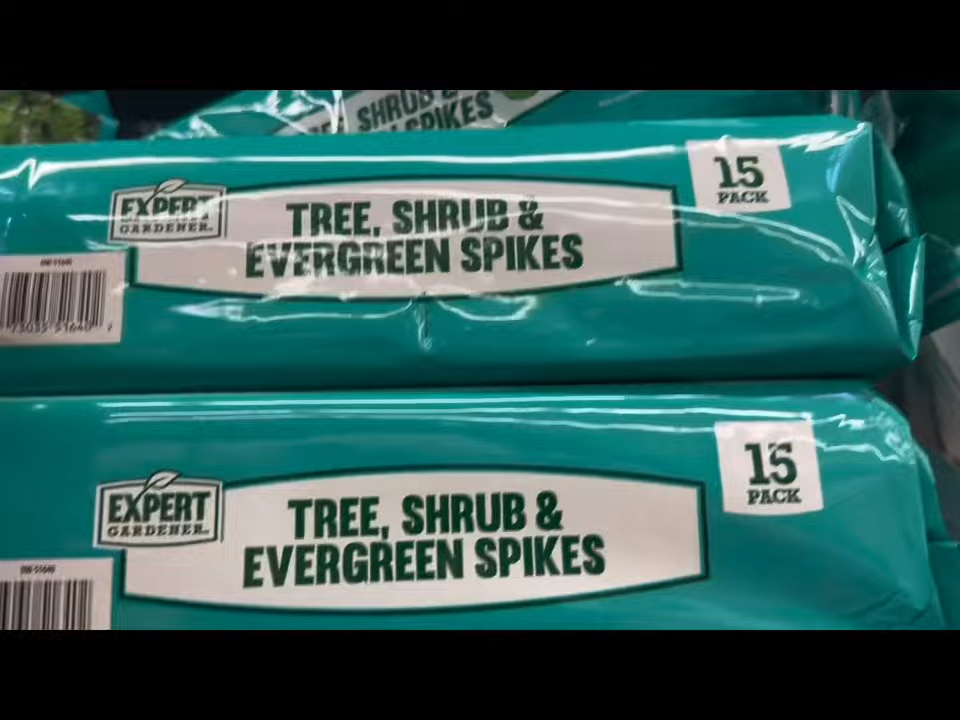 SHRUB &
SPIKES
15
PACK
EXPERT
GARDENER
TREE, SHRUB &
EVERGREEN SPIKES
15
PACK
EXPERT
GARDENER
TREE, SHRUB &
EVERGREEN SPIKES